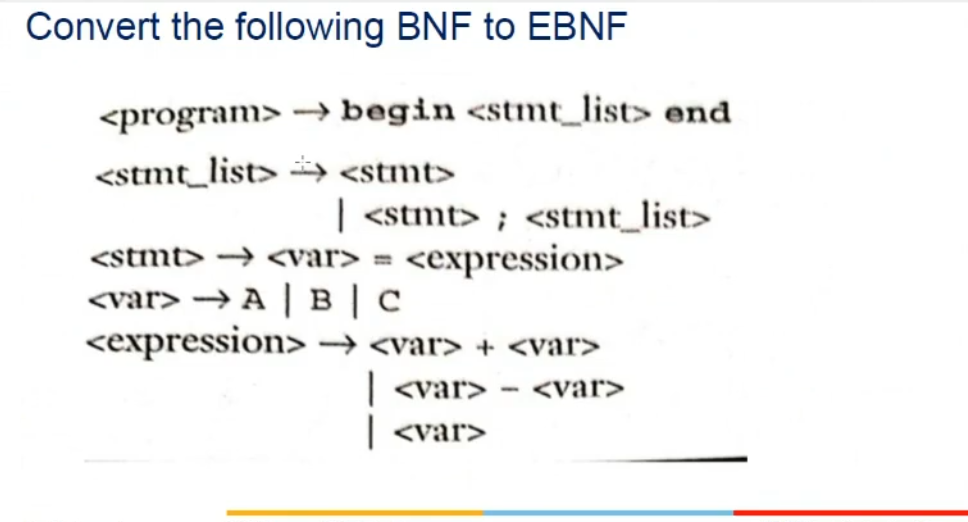 Convert the following BNF to EBNF
<program> → begin <stmt_list> end
<stmt_list> → <stmt>
| <stmt> ; <stmt_list>
<stmt> → <var> = <expression>
<var> → A | B | C
<expression> → <var> + <var>
| <var> – <var>
| <var>